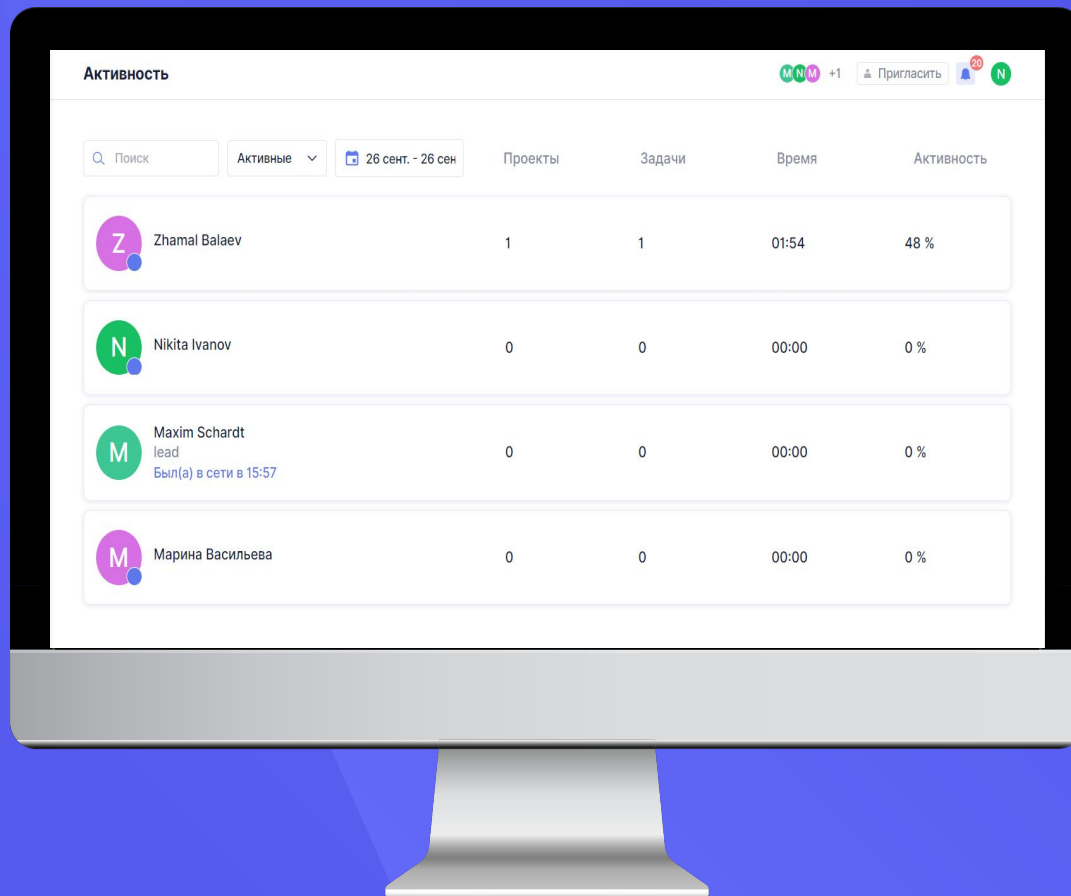 Активность
M N M +1 Пригласить 20 N
Поиск Активные 26 сент. - 26 сен Проекты Задачи Время Активность
Z Zhamal Balaev 1 1 01:54 48 %
N Nikita Ivanov 0 0 00:00 0 %
Maxim Schardt
M lead 0 0 00:00 0 %
Был(а) в сети в 15:57
M Марина Васильева 0 0 00:00 0 %